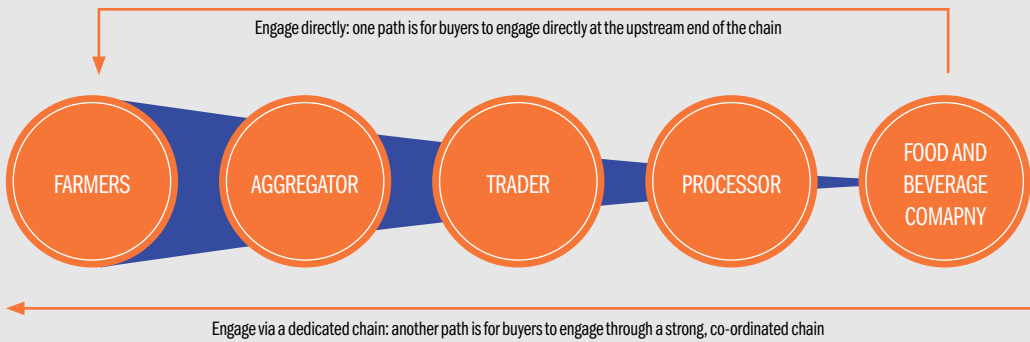 Engage directly: one path is for buyers to engage directly at the upstream end of the chain
FARMERS
AGGREGATOR
TRADER
PROCESSOR
FOOD AND
BEVERAGE
COMAPNY
Engage via a dedicated chain: another path is for buyers to engage through a strong, co-ordinated chain